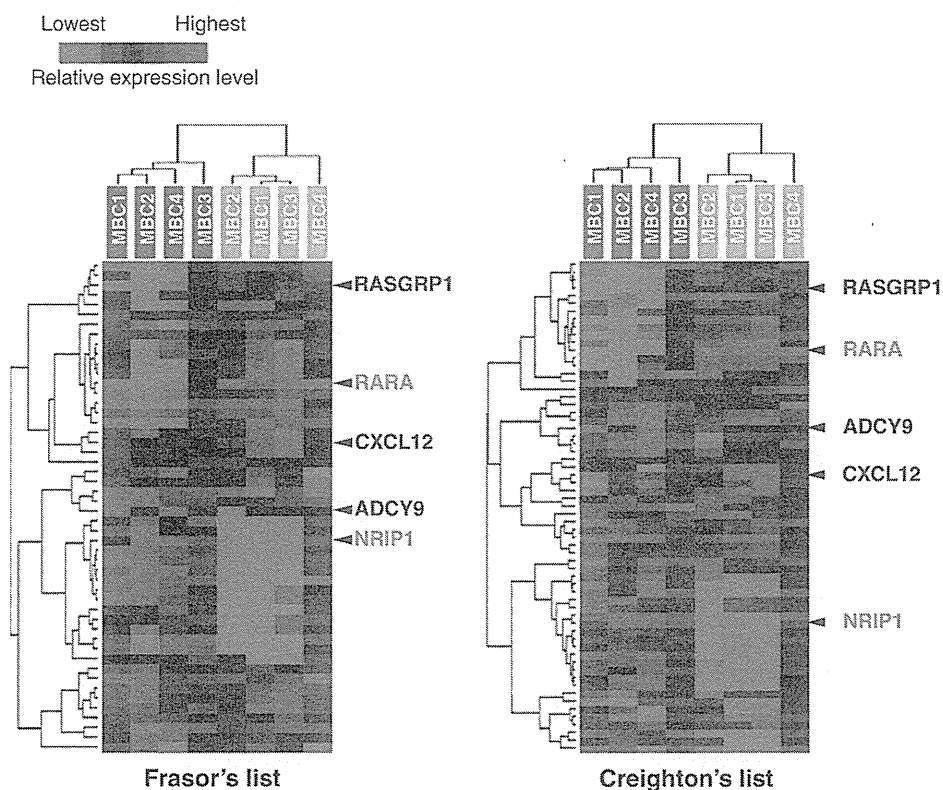 Lowest Highest
Relative expression level
MBC1 MBC2 MBC4 MBC3 MBC2 MBC1 MBC3 MBC4
RASGRP1
RARA
CXCL12
ADCY9
NRIP1
Frasor's list
MBC1 MBC2 MBC4 MBC3 MBC2 MBC1 MBC3 MBC4
RASGRP1
RARA
ADCY9
CXCL12
NRIP1
Creighton's list